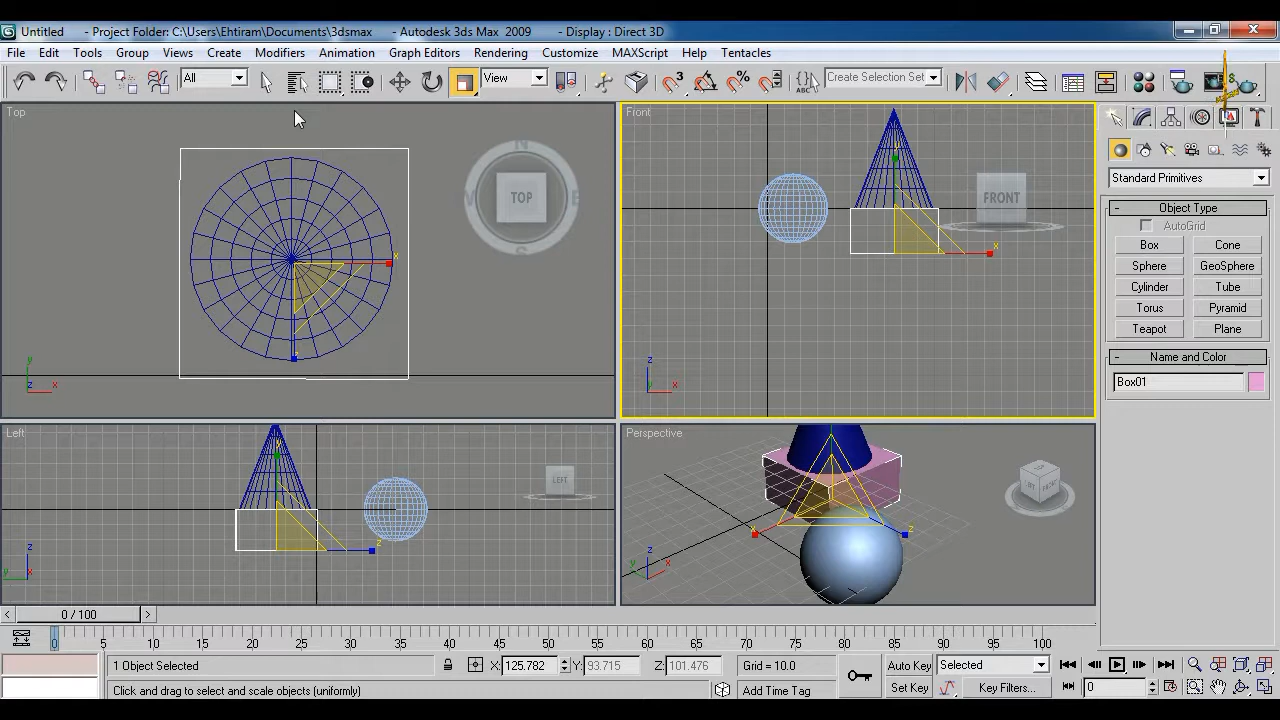 Untitled - Project Folder: C:\Users\Ehtiram\Documents\3dsmax - Autodesk 3ds Max 2009 - Display : Direct 3D
File Edit Tools Group Views Create Modifiers Animation Graph Editors Rendering Customize MAXScript Help Tentacles
All View 3 ABC Create Selection Set
Top
N
TOP
S
x
y
z x
Front
FRONT
x
z
y x
Standard Primitives
- Object Type
AutoGrid
Box Cone
Sphere GeoSphere
Cylinder Tube
Torus Pyramid
Teapot Plane
- Name and Color
Box01
Left
LEFT
z
z
y x
Perspective
LEFT FRONT
z
z
y x
< 0 / 100 >
0 5 10 15 20 25 30 35 40 45 50 55 60 65 70 75 80 85 90 95 100
1 Object Selected X: 125.782 Y: 93.715 Z: 101.476 Grid = 10.0 Auto Key Selected
Click and drag to select and scale objects (uniformly) Add Time Tag Set Key Key Filters... 0